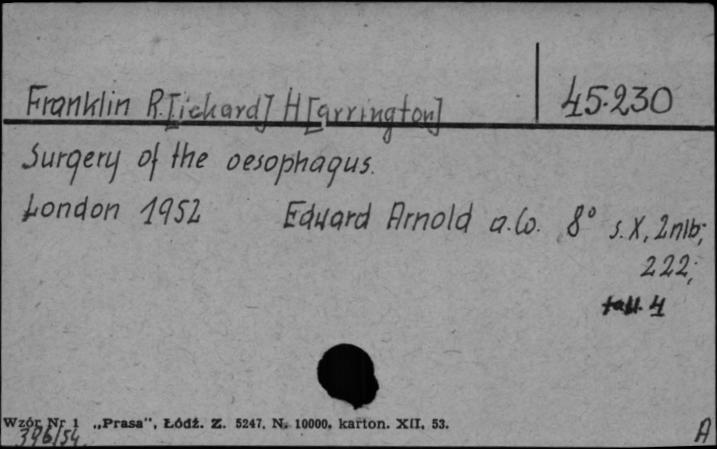 Franklin R.[ichard] H[arrington] 45.230
Surgery of the oesophagus.
London 1952 Edward Arnold a. Co. 8° s. X, 2nlb;
222;
tabl. 4
Wzór Nr 1 „Prasa", Łódź. Z. 5247. N. 10000. karton. XII. 53.
396/54
A